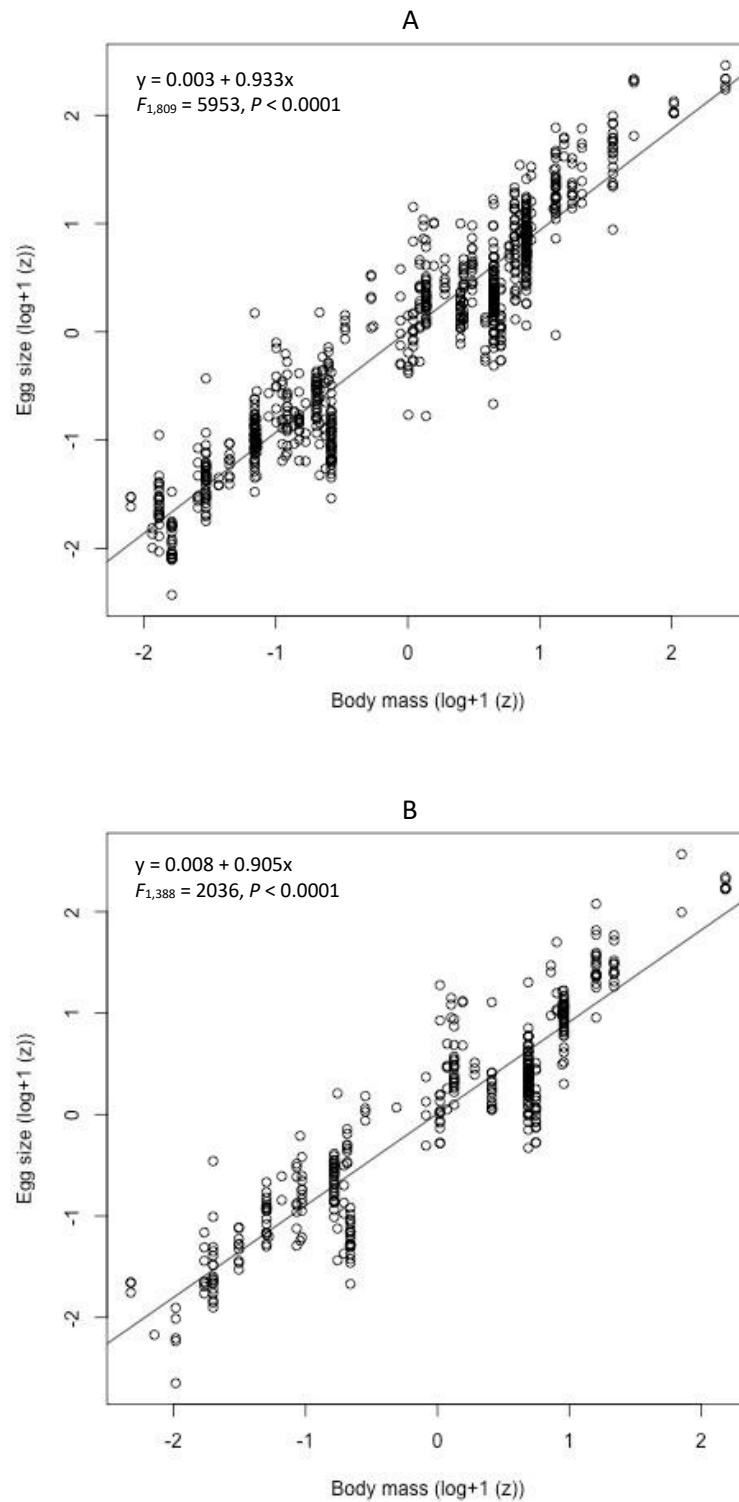 A
y = 0.003 + 0.933x
F1,809 = 5953, P < 0.0001
2
1
0
-1
-2
Egg size (log+1 (z))
-2 -1 0 1 2
Body mass (log+1 (z))
B
y = 0.008 + 0.905x
F1,388 = 2036, P < 0.0001
2
1
0
-1
-2
Egg size (log+1 (z))
-2 -1 0 1 2
Body mass (log+1 (z))